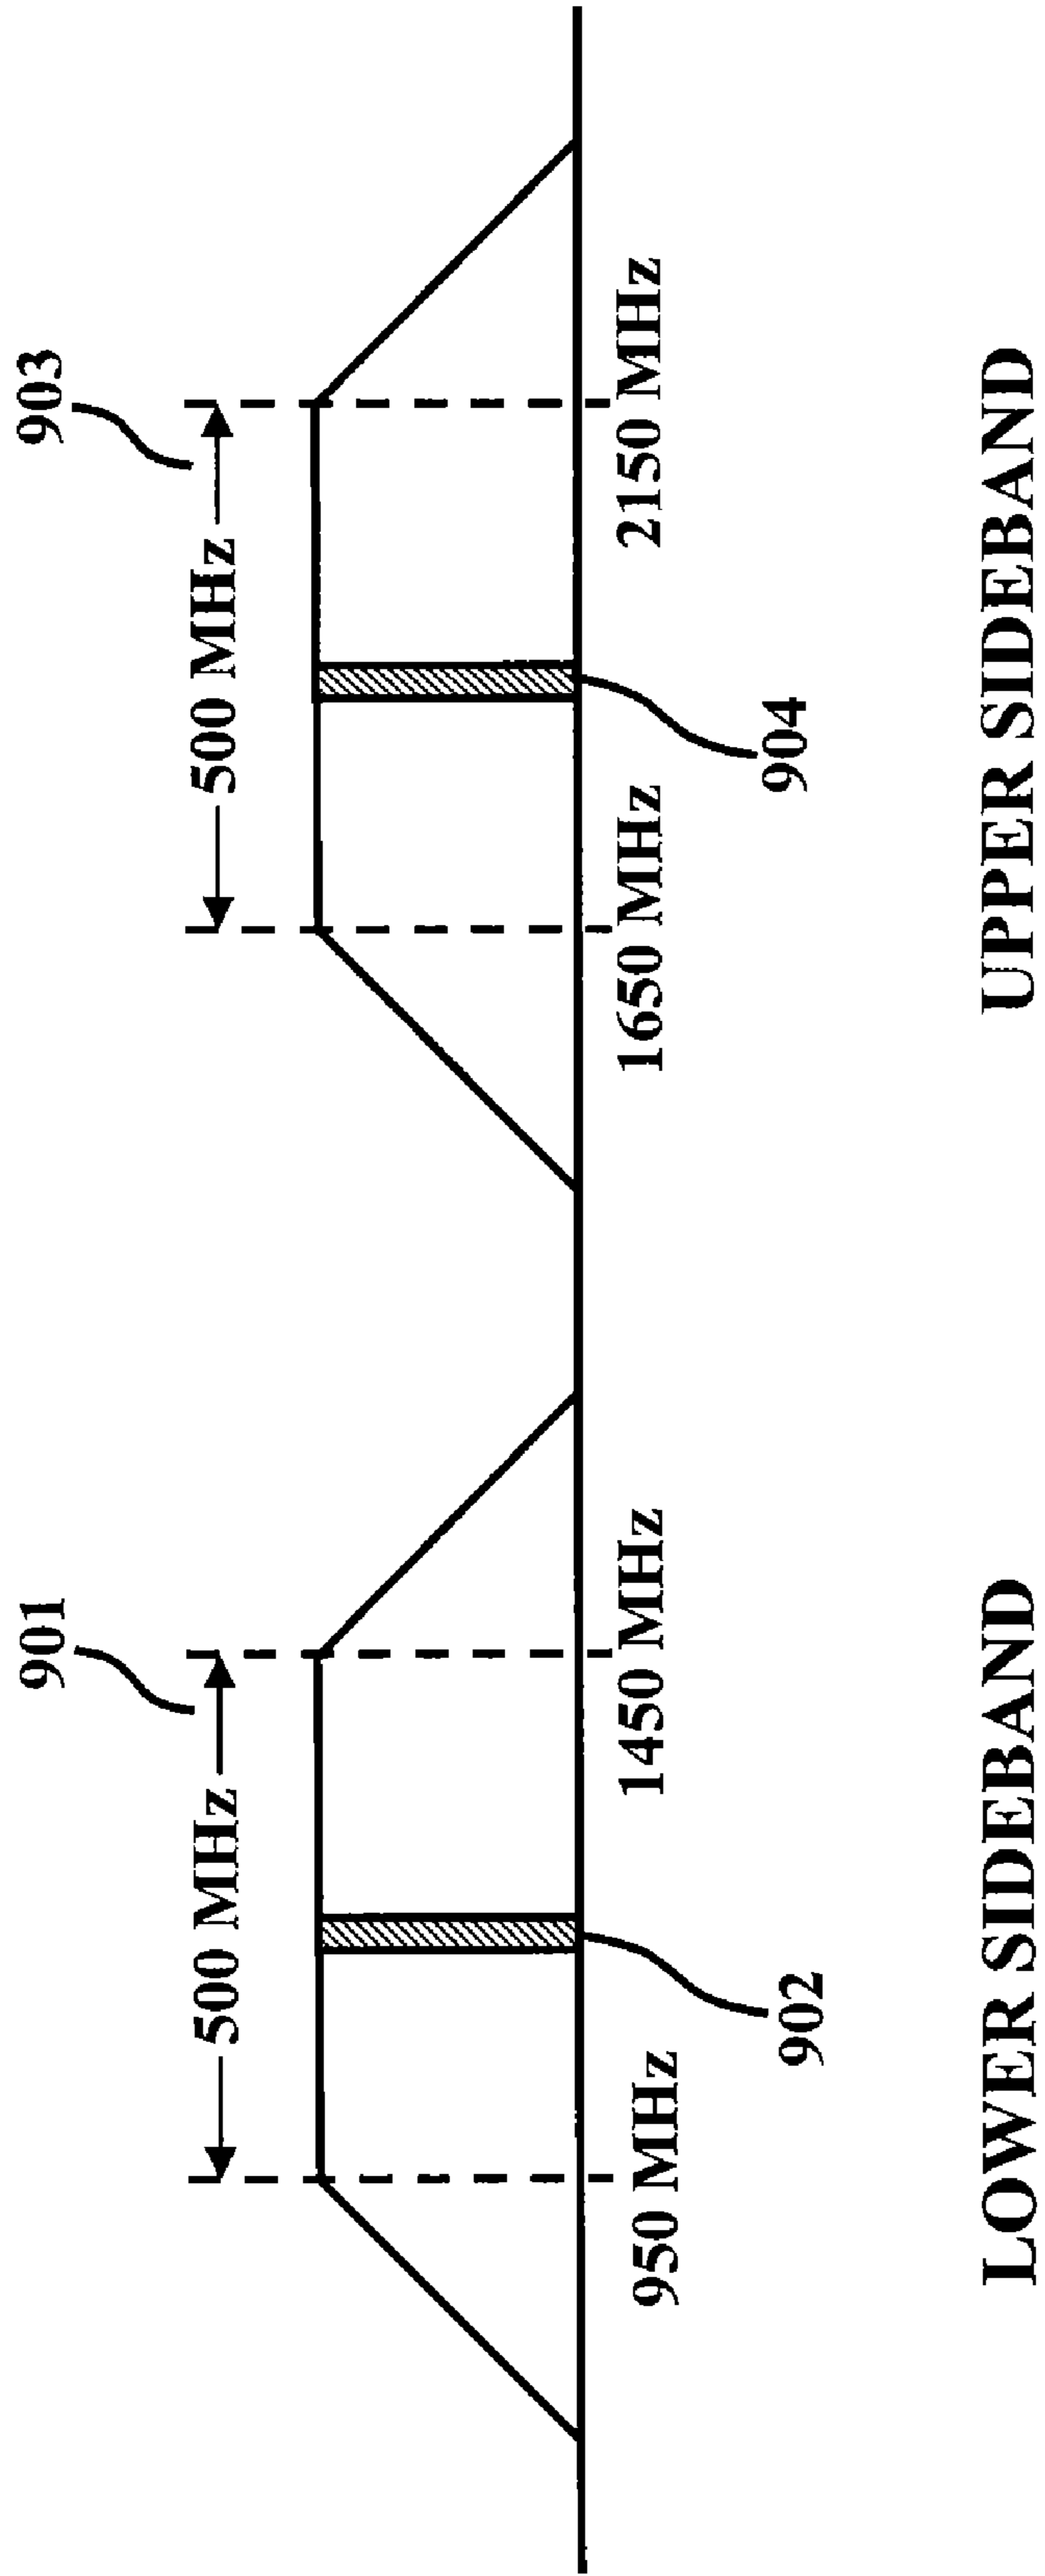 901
903
500 MHz
500 MHz
950 MHz
1450 MHz
1650 MHz
2150 MHz
902
904
LOWER SIDEBAND
UPPER SIDEBAND